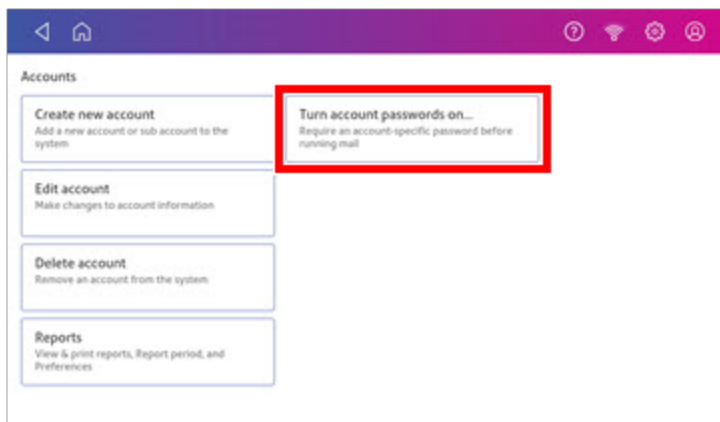 Accounts
Create new account
Add a new account or sub account to the
system
Turn account passwords on...
Require an account-specific password before
running mail
Edit account
Make changes to account information
Delete account
Remove an account from the system
Reports
View & print reports, Report period, and
Preferences